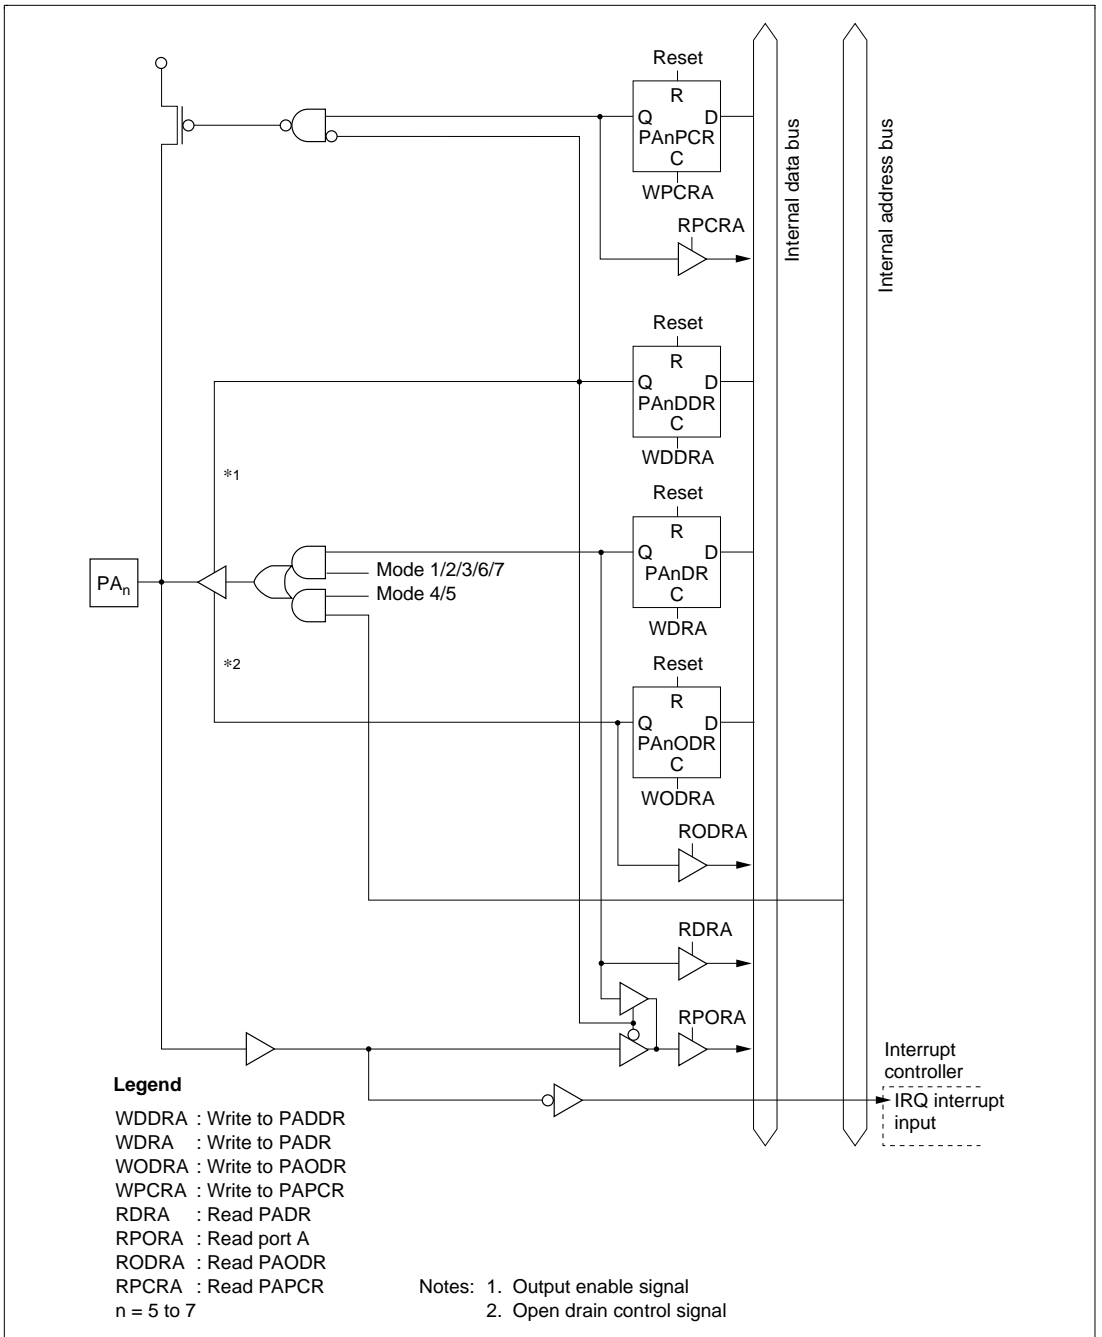 Reset
R
Q D
PAnPCR
C
WPCRA
RPCRA
Internal data bus
Internal address bus
Reset
R
Q D
PAnDDR
C
WDDRA
*1
Reset
R
Q D
PAnDR
C
WDRA
Mode 1/2/3/6/7
Mode 4/5
PAn
*2
Reset
R
Q D
PAnODR
C
WODRA
RODRA
RDRA
RPORA
Interrupt
controller
IRQ interrupt
input
Legend
WDDRA : Write to PADDR
WDRA : Write to PADR
WODRA : Write to PAODR
WPCRA : Write to PAPCR
RDRA : Read PADR
RPORA : Read port A
RODRA : Read PAODR
RPCRA : Read PAPCR
n = 5 to 7
Notes: 1. Output enable signal
2. Open drain control signal